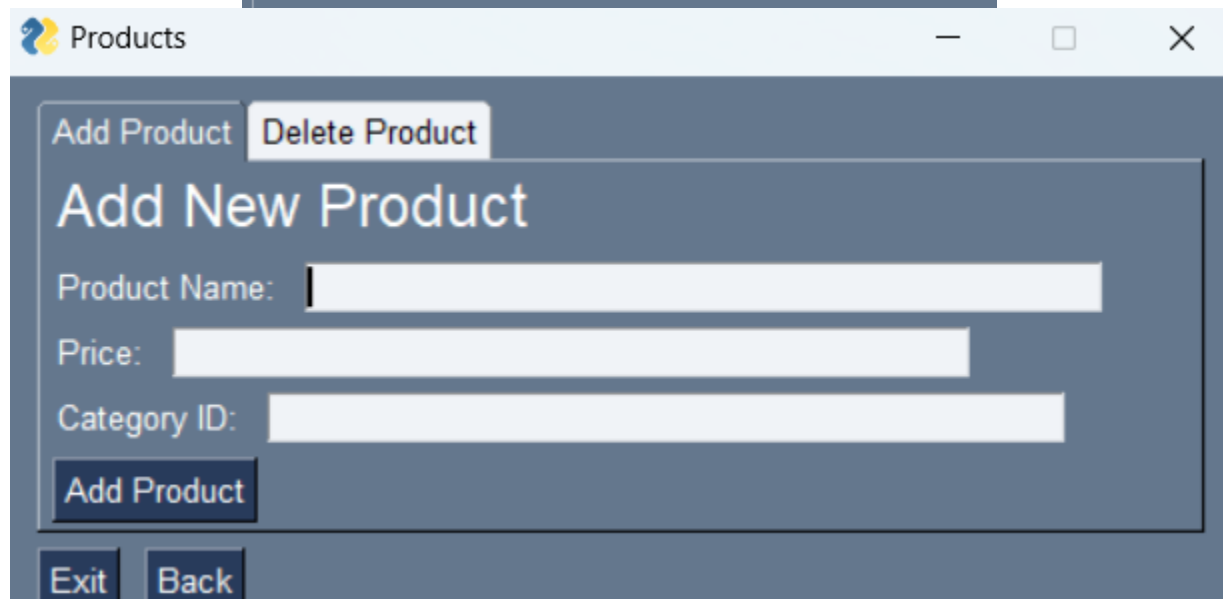 Products
Add Product Delete Product
Add New Product
Product Name:
Price:
Category ID:
Add Product
Exit Back